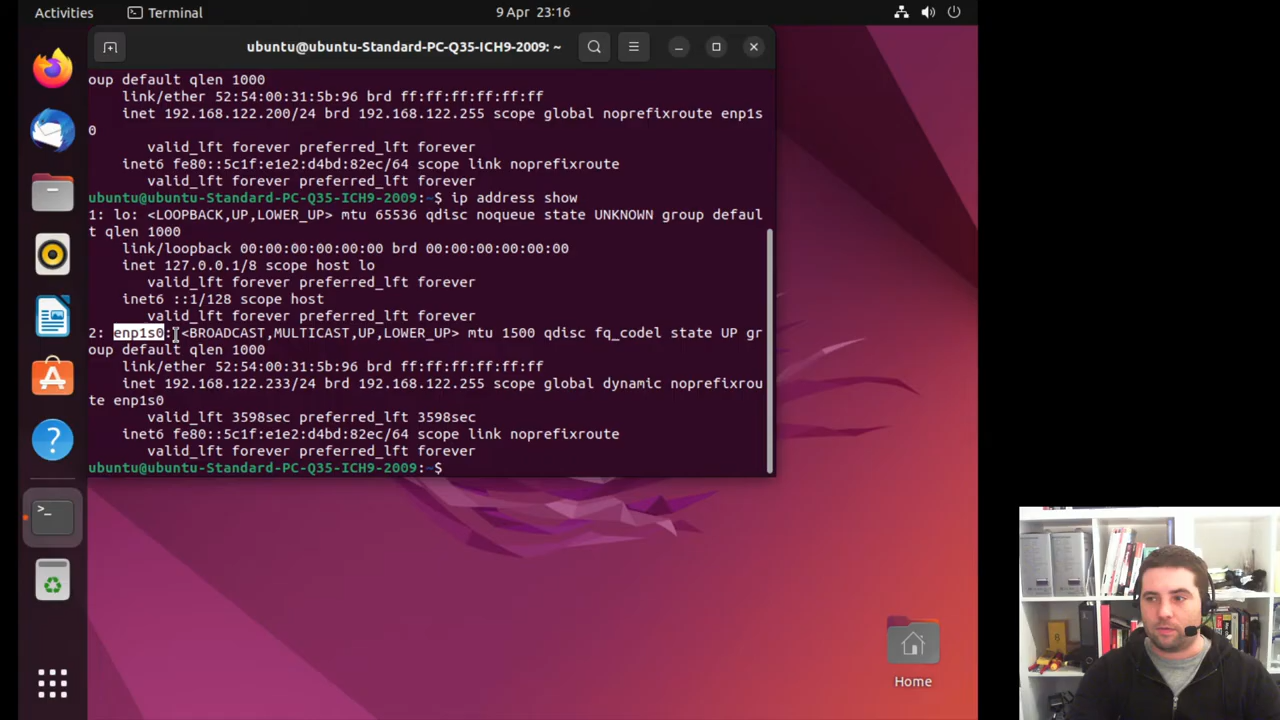 Activities
Terminal
9 Apr 23:16
ubuntu@ubuntu-Standard-PC-Q35-ICH9-2009: ~
oup default qlen 1000
link/ether 52:54:00:31:5b:96 brd ff:ff:ff:ff:ff:ff
inet 192.168.122.200/24 brd 192.168.122.255 scope global noprefixroute enp1s
0
valid_lft forever preferred_lft forever
inet6 fe80::5c1f:e1e2:d4bd:82ec/64 scope link noprefixroute
valid_lft forever preferred_lft forever
ubuntu@ubuntu-Standard-PC-Q35-ICH9-2009:~$ ip address show
1: lo: <LOOPBACK,UP,LOWER_UP> mtu 65536 qdisc noqueue state UNKNOWN group defaul
t qlen 1000
link/loopback 00:00:00:00:00:00 brd 00:00:00:00:00:00
inet 127.0.0.1/8 scope host lo
valid_lft forever preferred_lft forever
inet6 ::1/128 scope host
valid_lft forever preferred_lft forever
2: enp1s0: <BROADCAST,MULTICAST,UP,LOWER_UP> mtu 1500 qdisc fq_codel state UP gr
oup default qlen 1000
link/ether 52:54:00:31:5b:96 brd ff:ff:ff:ff:ff:ff
inet 192.168.122.233/24 brd 192.168.122.255 scope global dynamic noprefixrou
te enp1s0
valid_lft 3598sec preferred_lft 3598sec
inet6 fe80::5c1f:e1e2:d4bd:82ec/64 scope link noprefixroute
valid_lft forever preferred_lft forever
ubuntu@ubuntu-Standard-PC-Q35-ICH9-2009:~$
Home